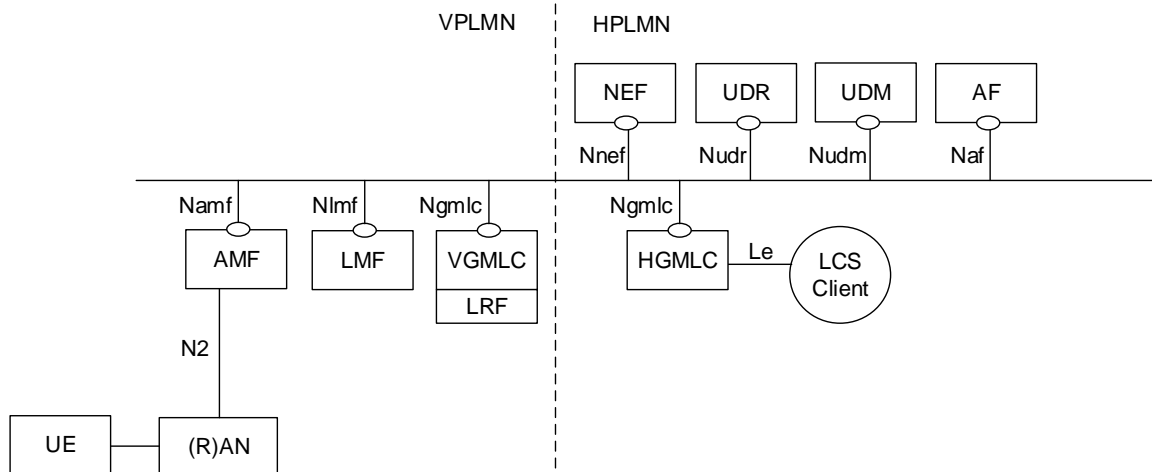 VPLMN HPLMN
NEF UDR UDM AF
Nnef Nudr Nudm Naf
Namf Nlmf Ngmlc Ngmlc
AMF LMF VGMLC HGMLC Le LCS Client
LRF
N2
UE (R)AN